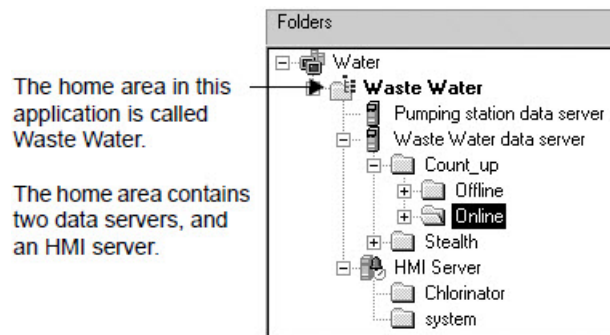 Folders
Water
The home area in this
application is called
Waste Water.
The home area contains
two data servers, and
an HMI server.
Waste Water
Pumping station data server
Waste Water data server
Count_up
Offline
Online
Stealth
HMI Server
Chlorinator
system